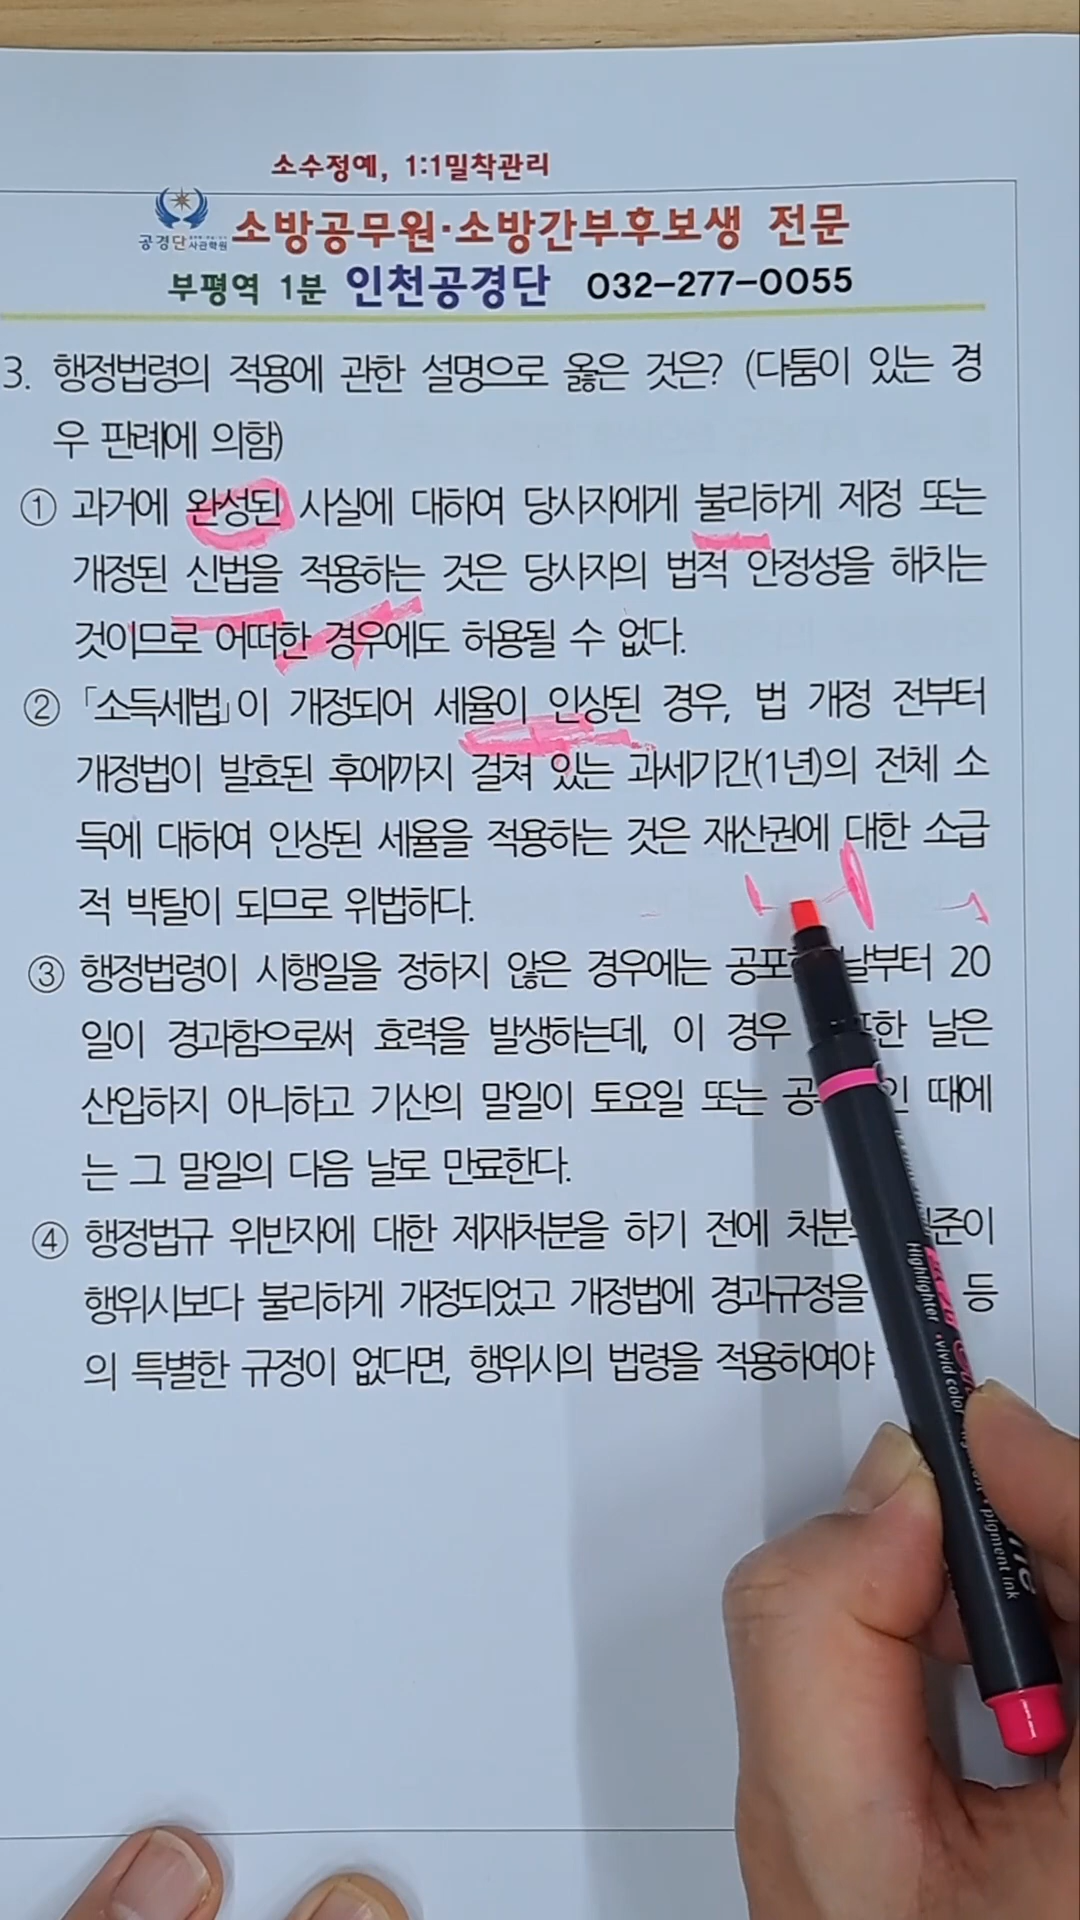 소수정예, 1:1밀착관리
공경단 사관학원
소방공무원·소방간부후보생 전문
부평역 1분 인천공경단 032-277-0055
3. 행정법령의 적용에 관한 설명으로 옳은 것은? (다툼이 있는 경
우 판례에 의함)
① 과거에 완성된 사실에 대하여 당사자에게 불리하게 제정 또는
개정된 신법을 적용하는 것은 당사자의 법적 안정성을 해치는
것이므로 어떠한 경우에도 허용될 수 없다.
② 「소득세법」이 개정되어 세율이 인상된 경우, 법 개정 전부터
개정법이 발효된 후에까지 걸쳐 있는 과세기간(1년)의 전체 소
득에 대하여 인상된 세율을 적용하는 것은 재산권에 대한 소급
적 박탈이 되므로 위법하다.
③ 행정법령이 시행일을 정하지 않은 경우에는 날부터 20
일이 경과함으로써 효력을 발생하는데, 이 경우 날은
산입하지 아니하고 기산의 말일이 토요일 또는 때에
는 그 말일의 다음 날로 만료한다.
④ 행정법규 위반자에 대한 제재처분을 하기 전에
행위시보다 불리하게 개정되었고 개정법에 경과규정을 등
의 특별한 규정이 없다면, 행위시의 법령을 적용하여야
Highlighter · vivid color
pigment ink